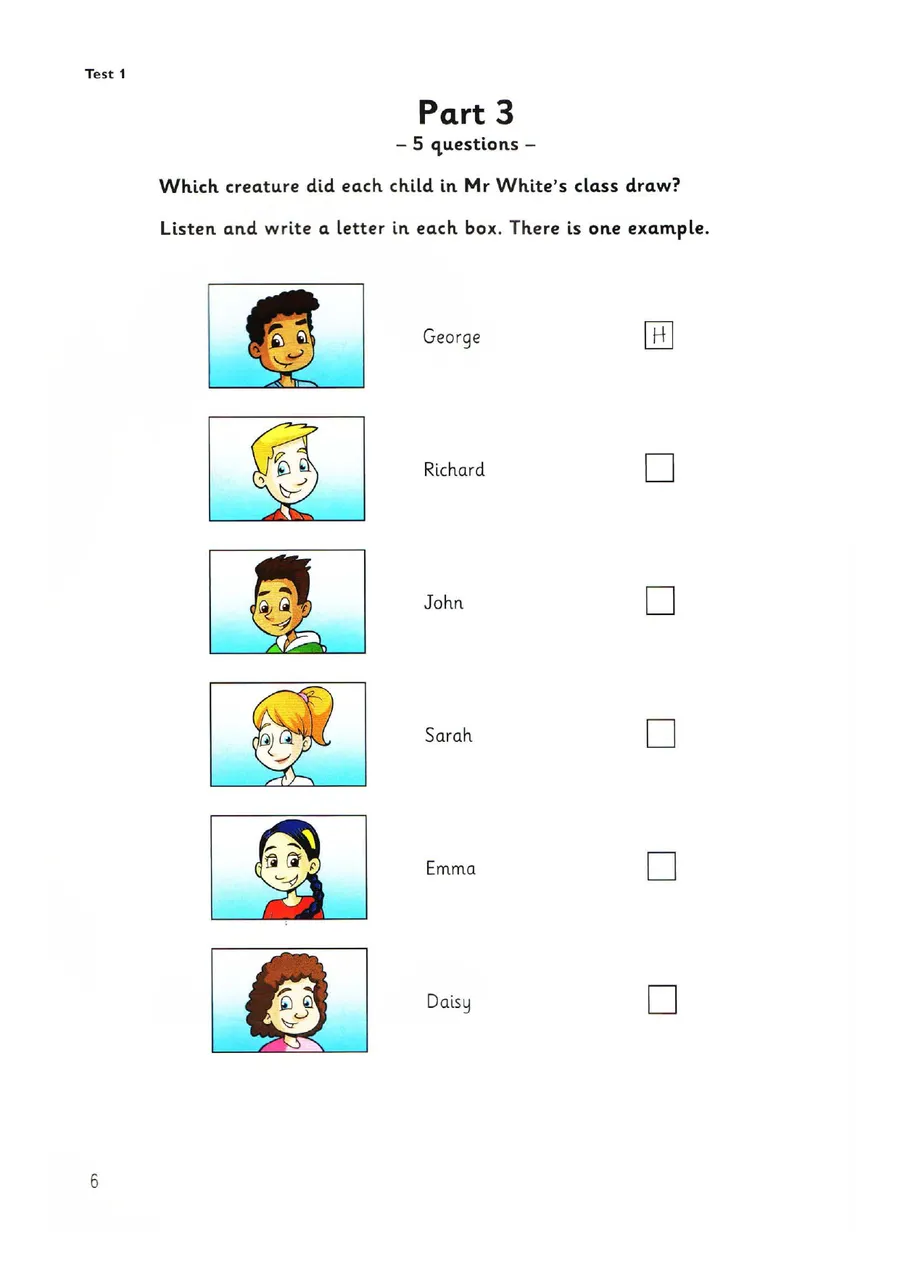 Test 1
Part 3
– 5 questions –
Which creature did each child in Mr White's class draw?
Listen and write a letter in each box. There is one example.
George H
Richard
John
Sarah
Emma
Daisy
6